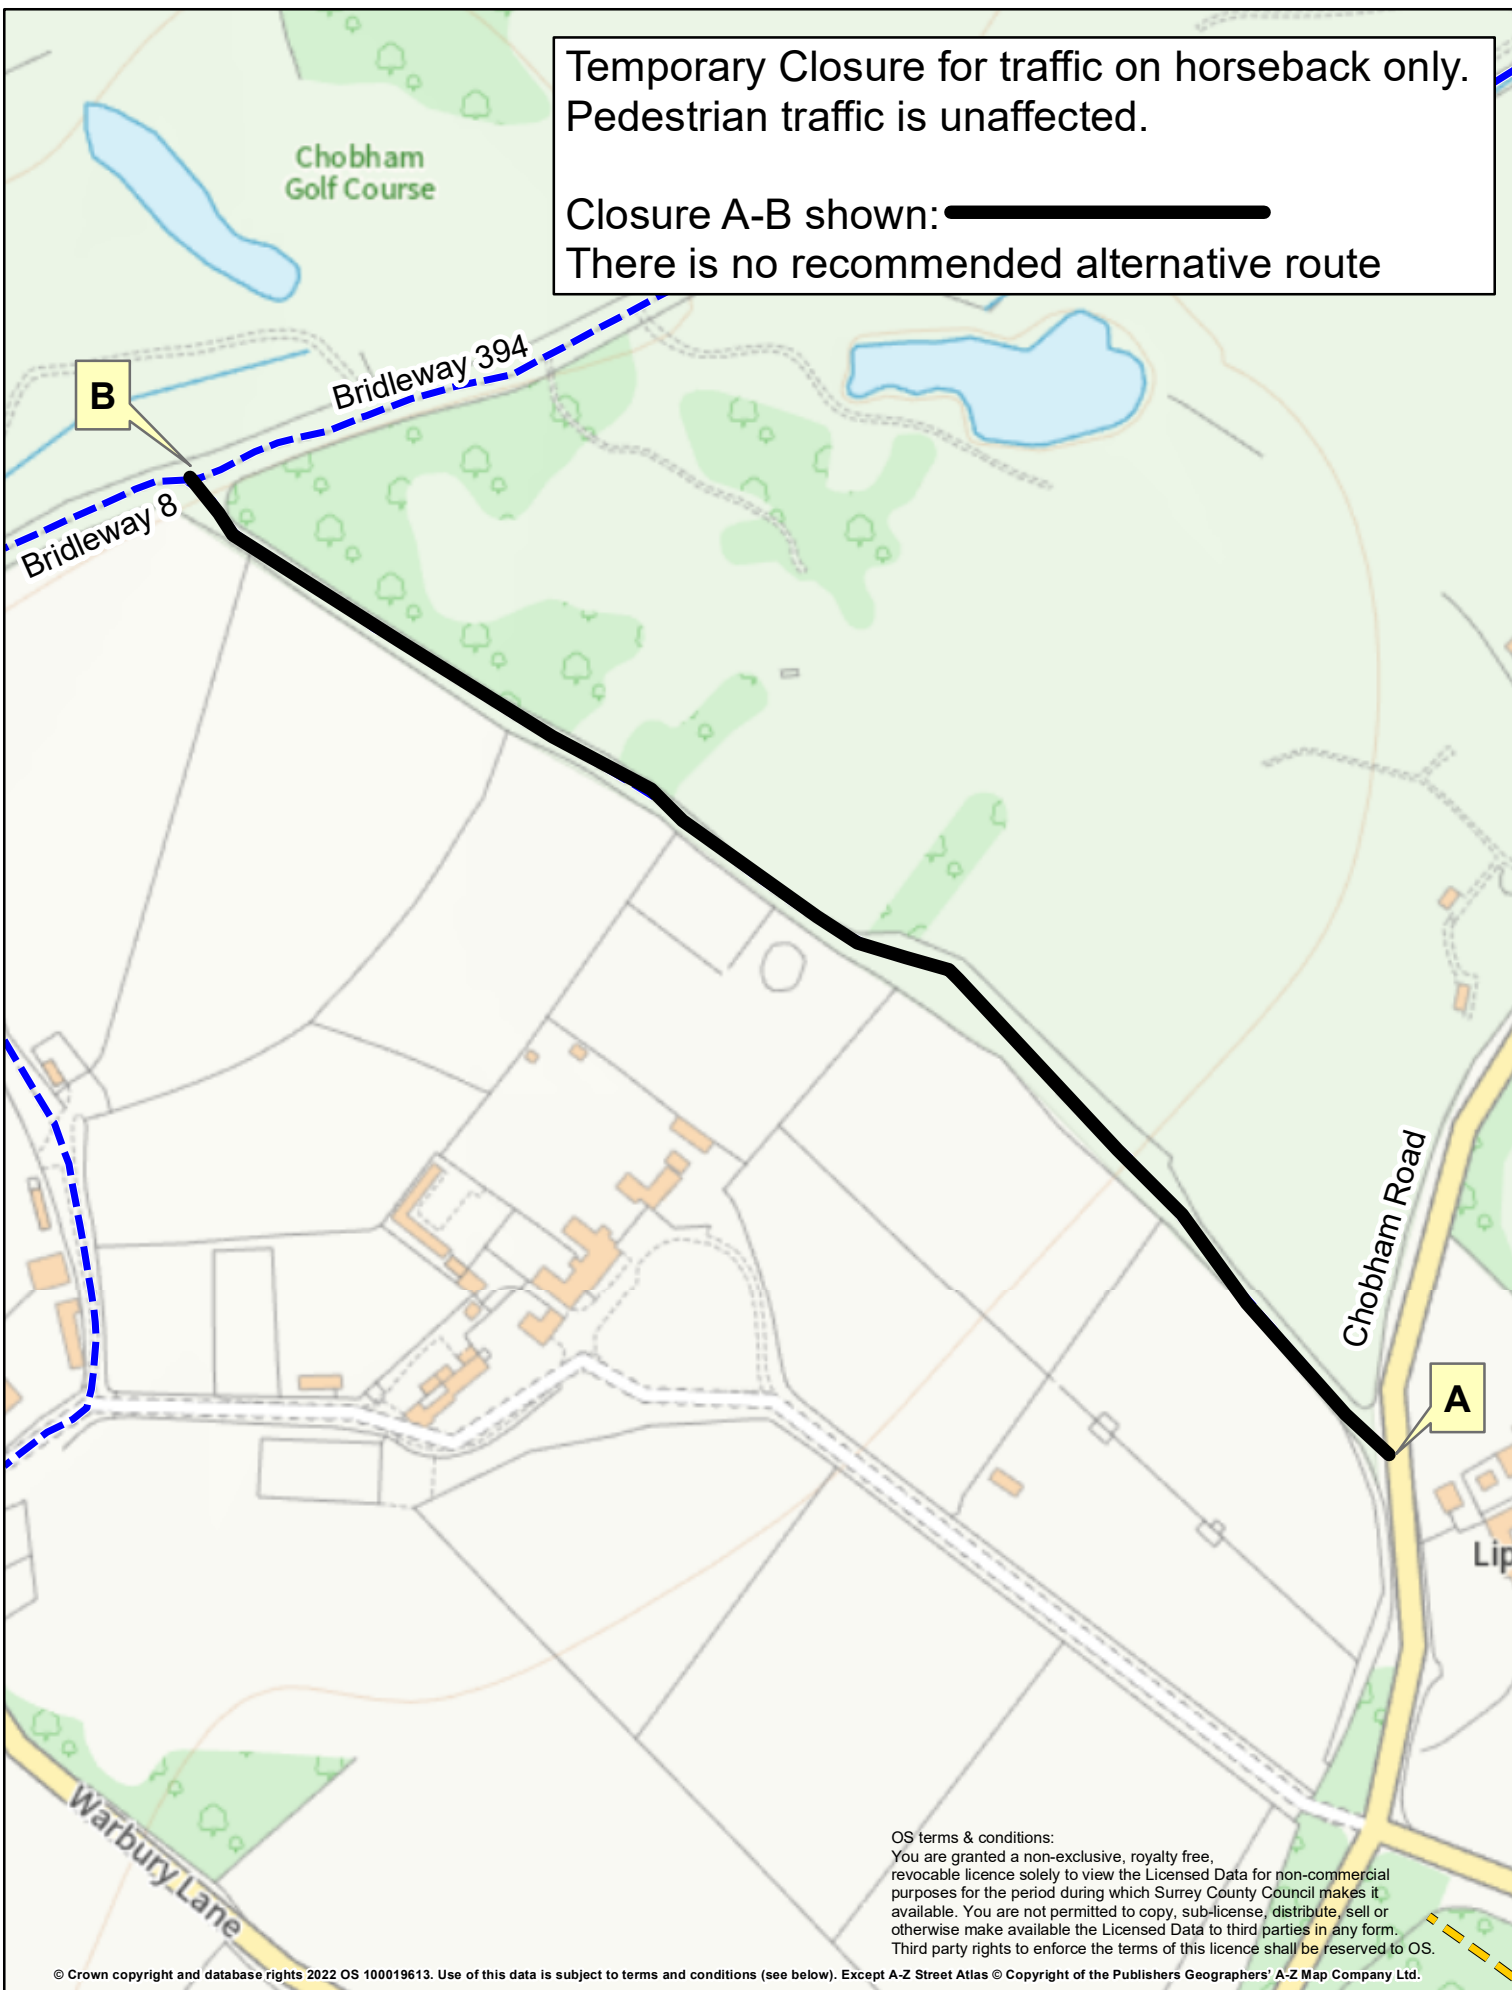 Temporary Closure for traffic on horseback only.
Pedestrian traffic is unaffected.
Closure A-B shown:
There is no recommended alternative route
Chobham
Golf Course
Bridleway 394
B
Bridleway 8
Chobham Road
A
Lip
Warbury Lane
OS terms & conditions:
You are granted a non-exclusive, royalty free,
revocable licence solely to view the Licensed Data for non-commercial
purposes for the period during which Surrey County Council makes it
available. You are not permitted to copy, sub-license, distribute, sell or
otherwise make available the Licensed Data to third parties in any form.
Third party rights to enforce the terms of this licence shall be reserved to OS.
© Crown copyright and database rights 2022 OS 100019613. Use of this data is subject to terms and conditions (see below). Except A-Z Street Atlas © Copyright of the Publishers Geographers' A-Z Map Company Ltd.